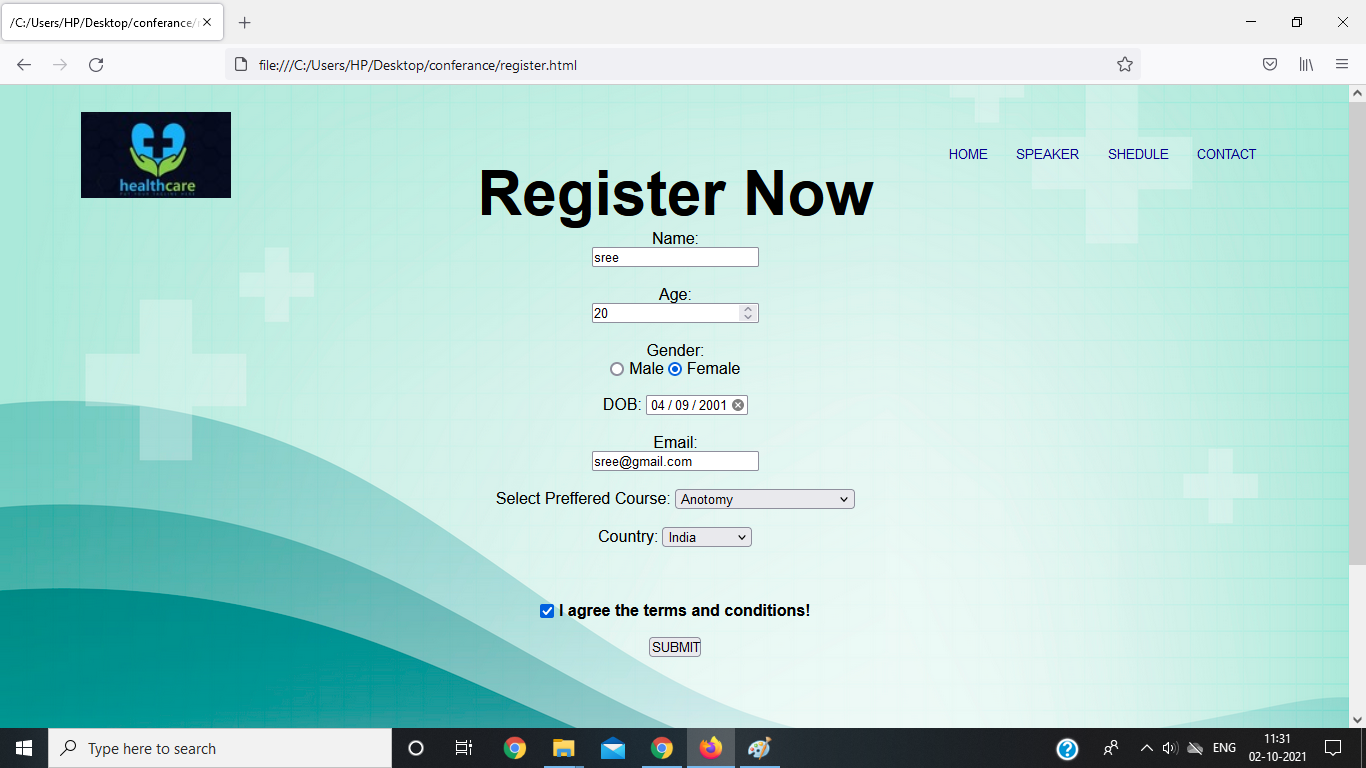 /C:/Users/HP/Desktop/conferance/
file:///C:/Users/HP/Desktop/conferance/register.html
healthcare
HOME SPEAKER SHEDULE CONTACT
Register Now
Name:
sree
Age:
20
Gender:
Male Female
DOB: 04 / 09 / 2001
Email:
sree@gmail.com
Select Preffered Course: Anotomy
Country: India
I agree the terms and conditions!
SUBMIT
Type here to search
ENG
11:31
02-10-2021